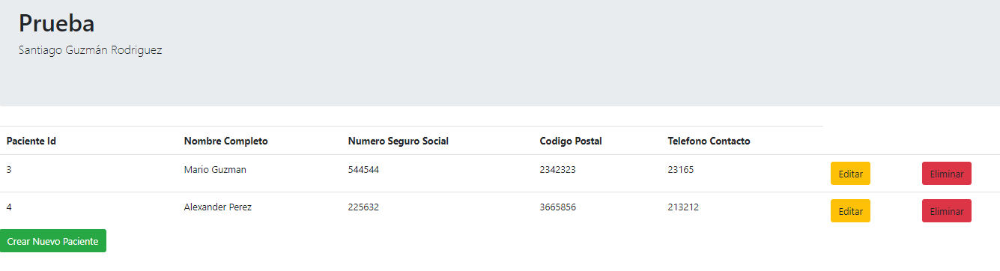 Prueba
Santiago Guzmán Rodriguez
Paciente Id Nombre Completo Numero Seguro Social Codigo Postal Telefono Contacto
3 Mario Guzman 544544 2342323 23165 Editar Eliminar
4 Alexander Perez 225632 3665856 213212 Editar Eliminar
Crear Nuevo Paciente